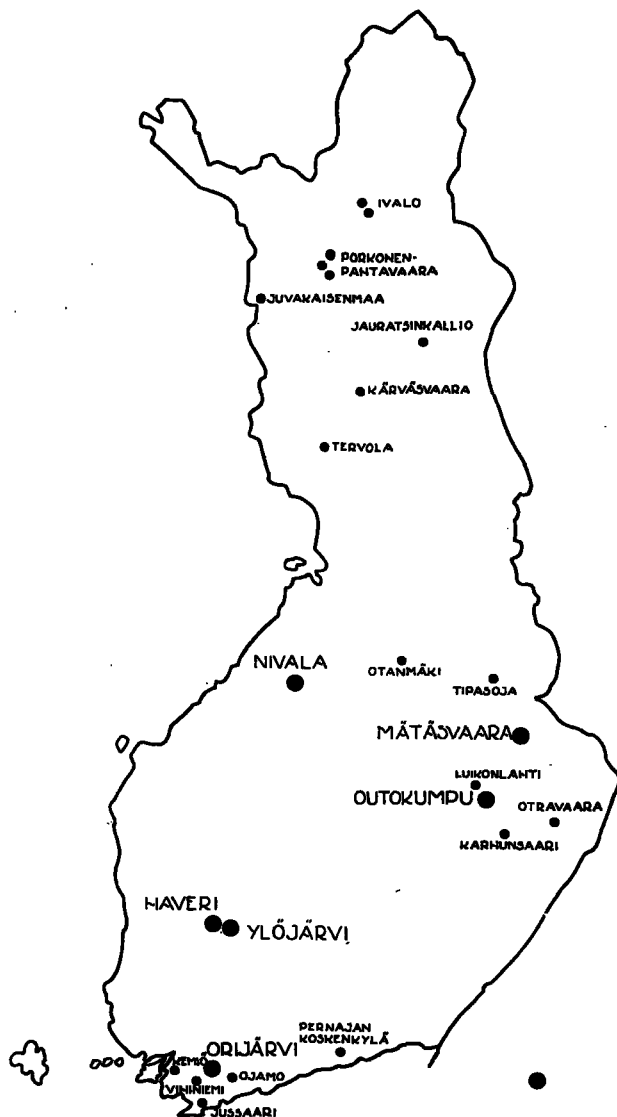 IVALO
PORKONEN-
PAHTAVAARA
JUVAKAISENMAA
JAURATSINKALLIO
KÄRVÄSVAARA
TERVOLA
NIVALA
OTANMÄKI
TIPASOJA
MÄTÄSVAARA
LUIKONLAHTI
OUTOKUMPU
OTRAVAARA
KARHUNSAARI
HAVERI
YLÖJÄRVI
PERNAJAN
KOSKENKYLÄ
ORIJÄRVI
KEMIÖ
OJAMO
VIHINIEMI
JUSSAARI